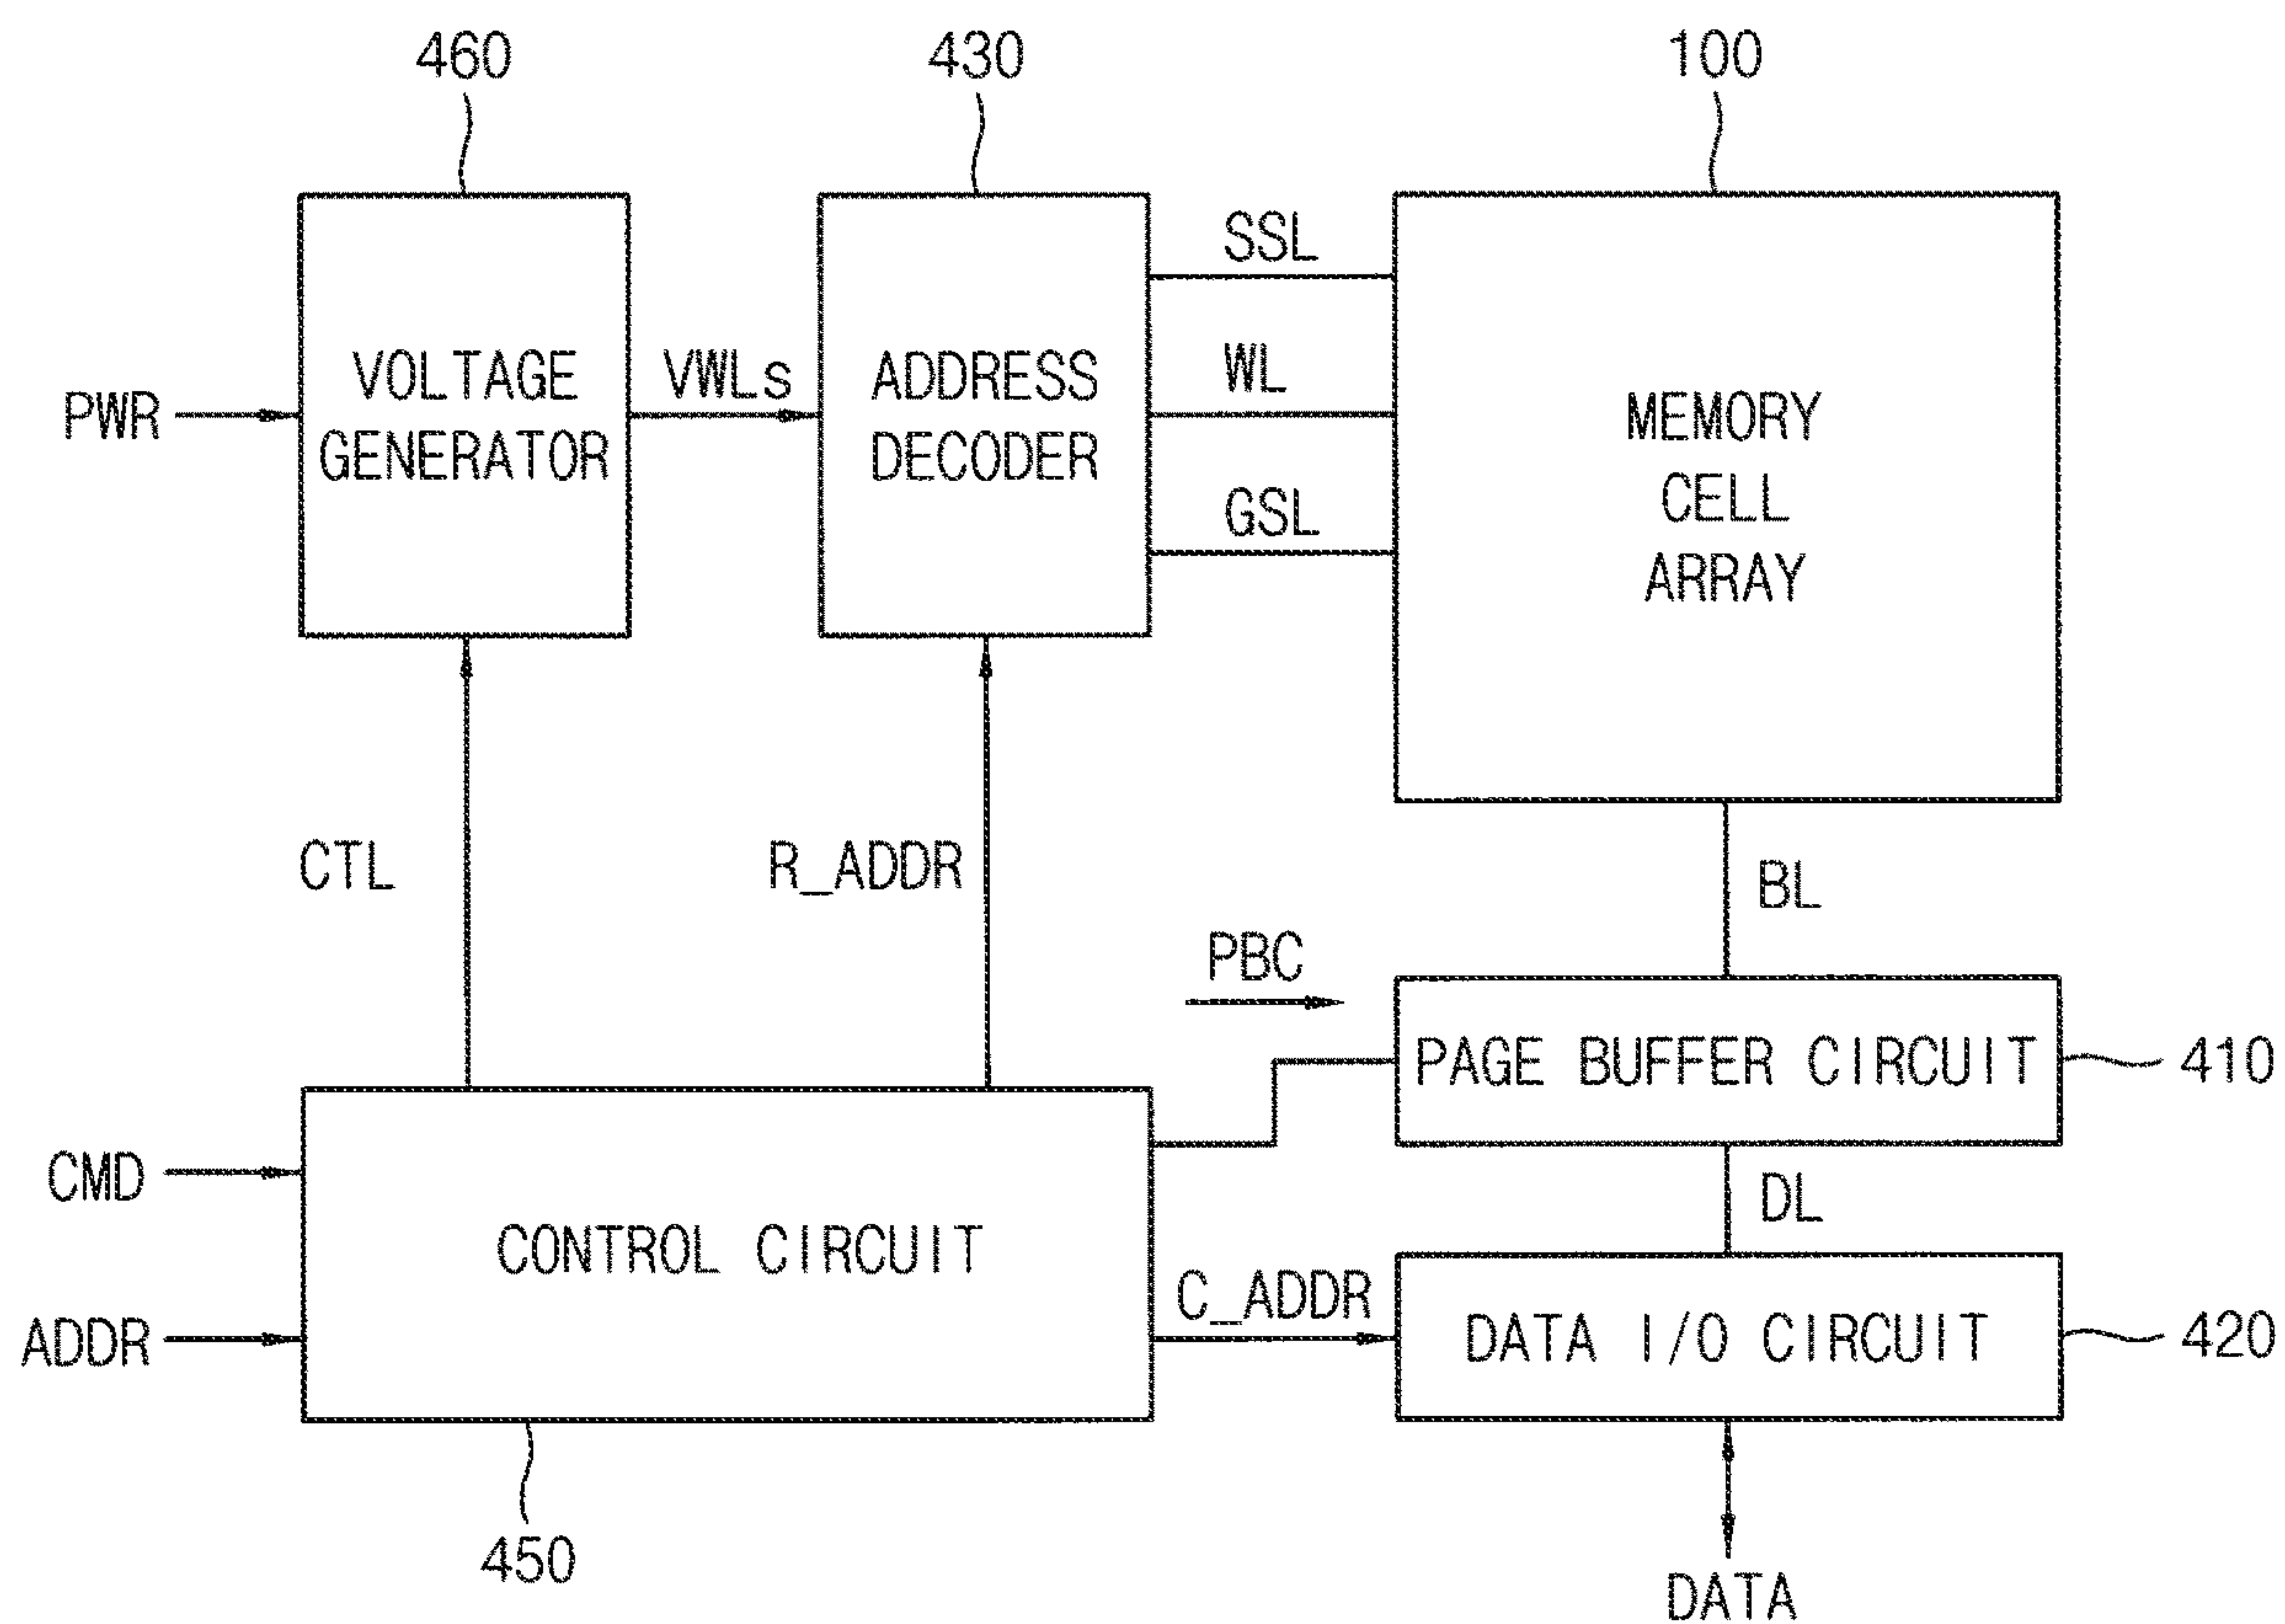 460
430
100
SSL
WL
GSL
PWR
VOLTAGE
GENERATOR
VWLs
ADDRESS
DECODER
MEMORY
CELL
ARRAY
CTL
R_ADDR
BL
PBC
PAGE BUFFER CIRCUIT
410
CMD
ADDR
CONTROL CIRCUIT
DL
C_ADDR
DATA I/O CIRCUIT
420
450
DATA